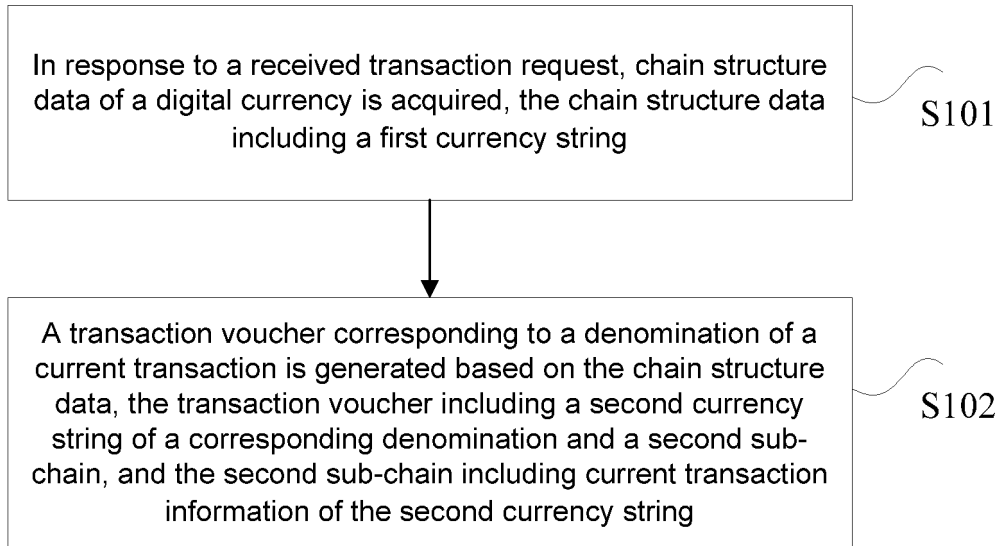 In response to a received transaction request, chain structure
data of a digital currency is acquired, the chain structure data
including a first currency string
S101
A transaction voucher corresponding to a denomination of a
current transaction is generated based on the chain structure
data, the transaction voucher including a second currency
string of a corresponding denomination and a second sub-
chain, and the second sub-chain including current transaction
information of the second currency string
S102